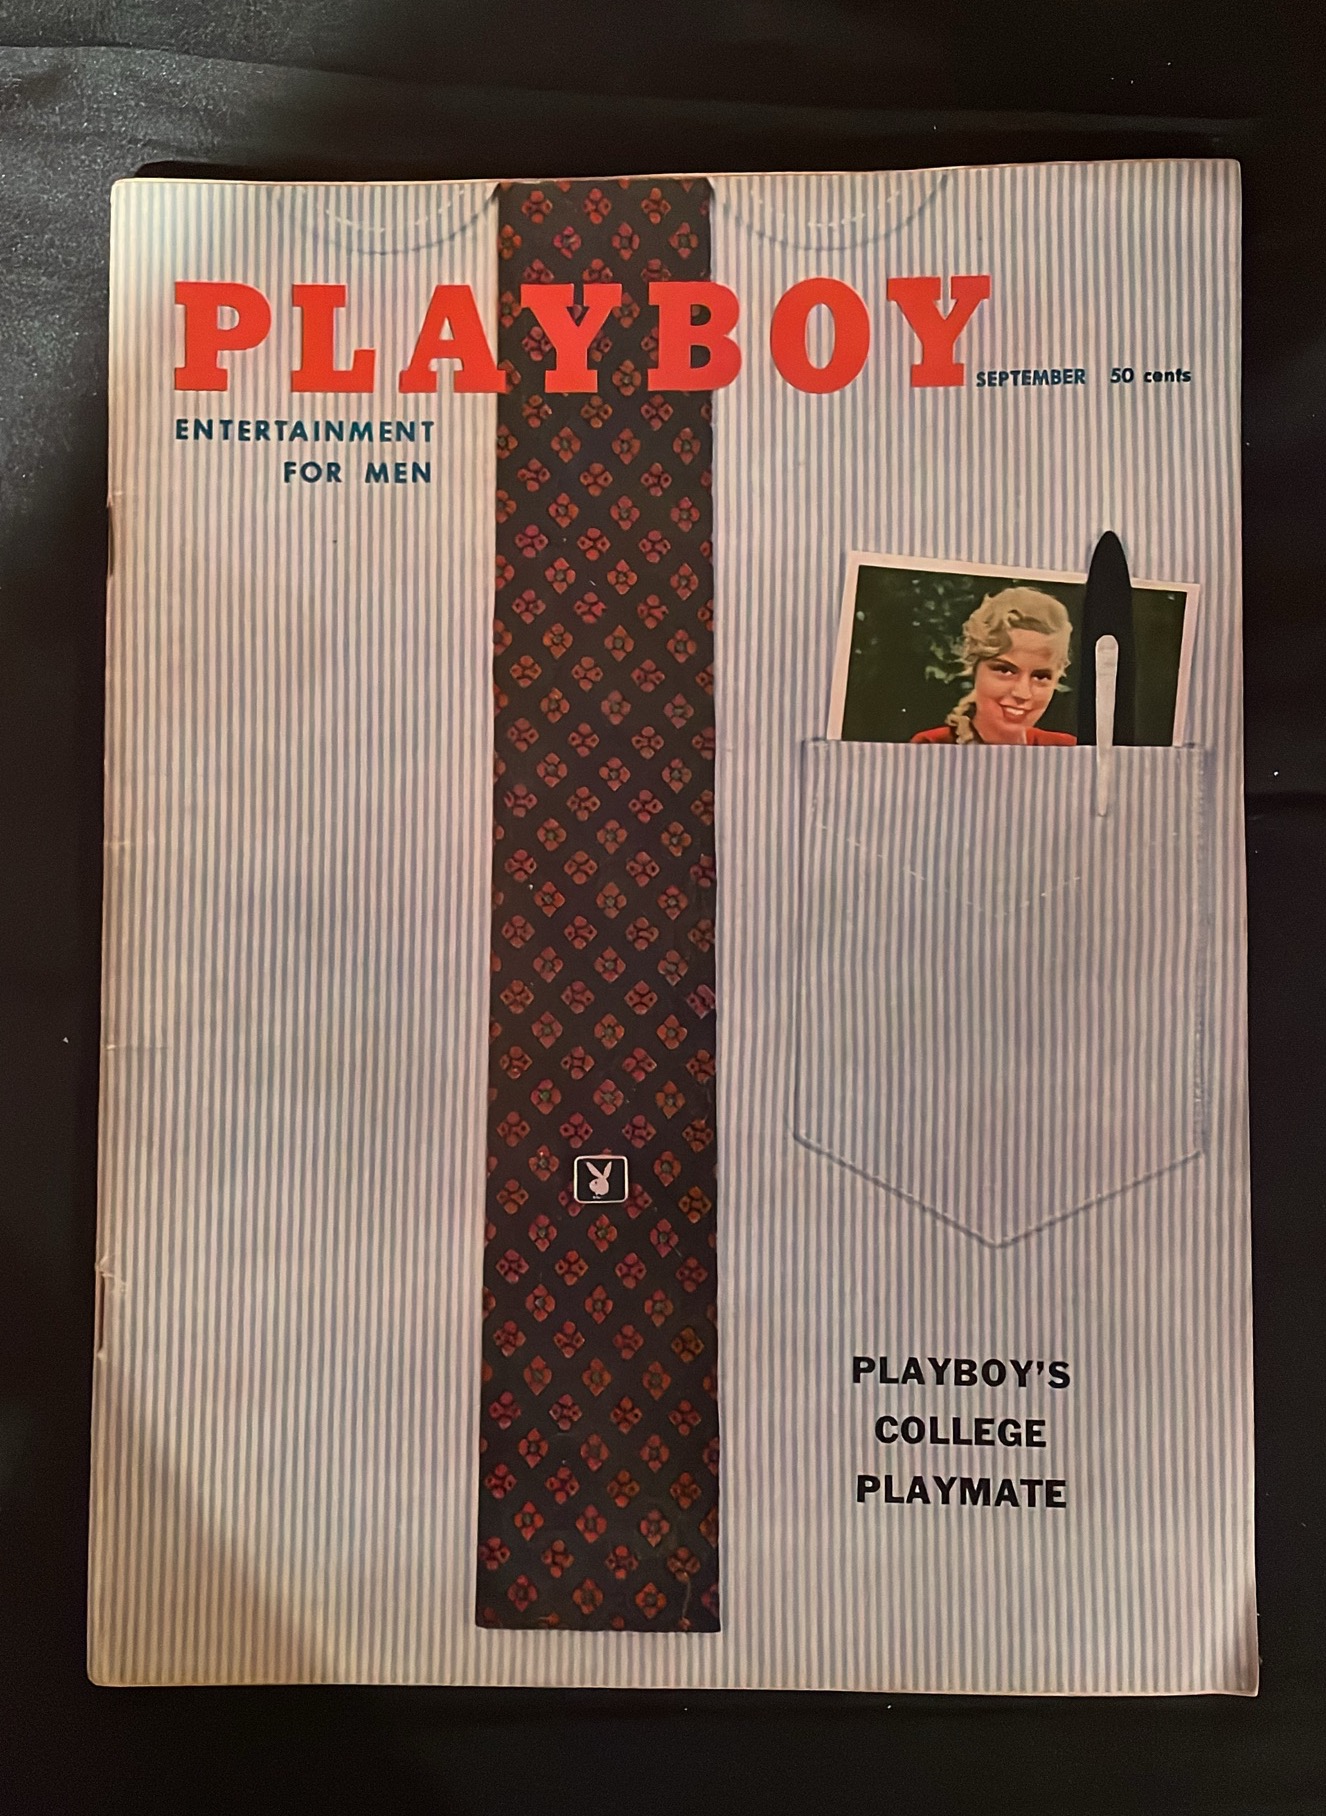 PLAYBOY
SEPTEMBER 50 cents
ENTERTAINMENT
FOR MEN
PLAYBOY'S
COLLEGE
PLAYMATE